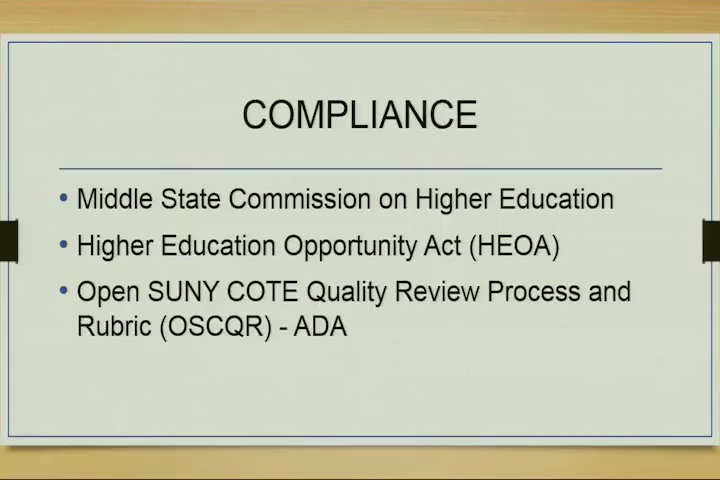 COMPLIANCE
• Middle State Commission on Higher Education
• Higher Education Opportunity Act (HEOA)
• Open SUNY COTE Quality Review Process and
Rubric (OSCQR) - ADA